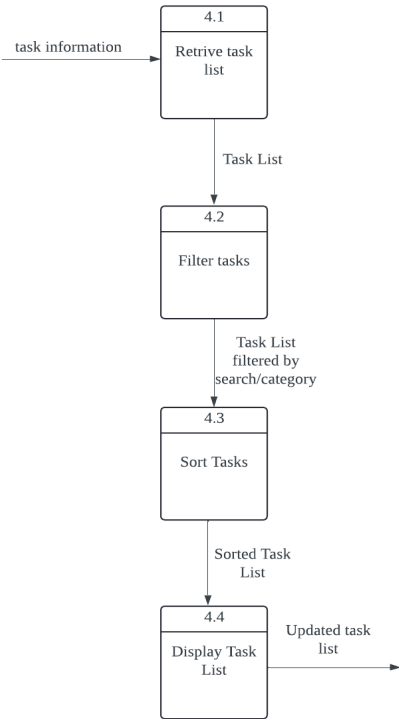 4.1
task information
Retrive task
list
Task List
4.2
Filter tasks
Task List
filtered by
search/category
4.3
Sort Tasks
Sorted Task
List
4.4
Display Task
List
Updated task
list